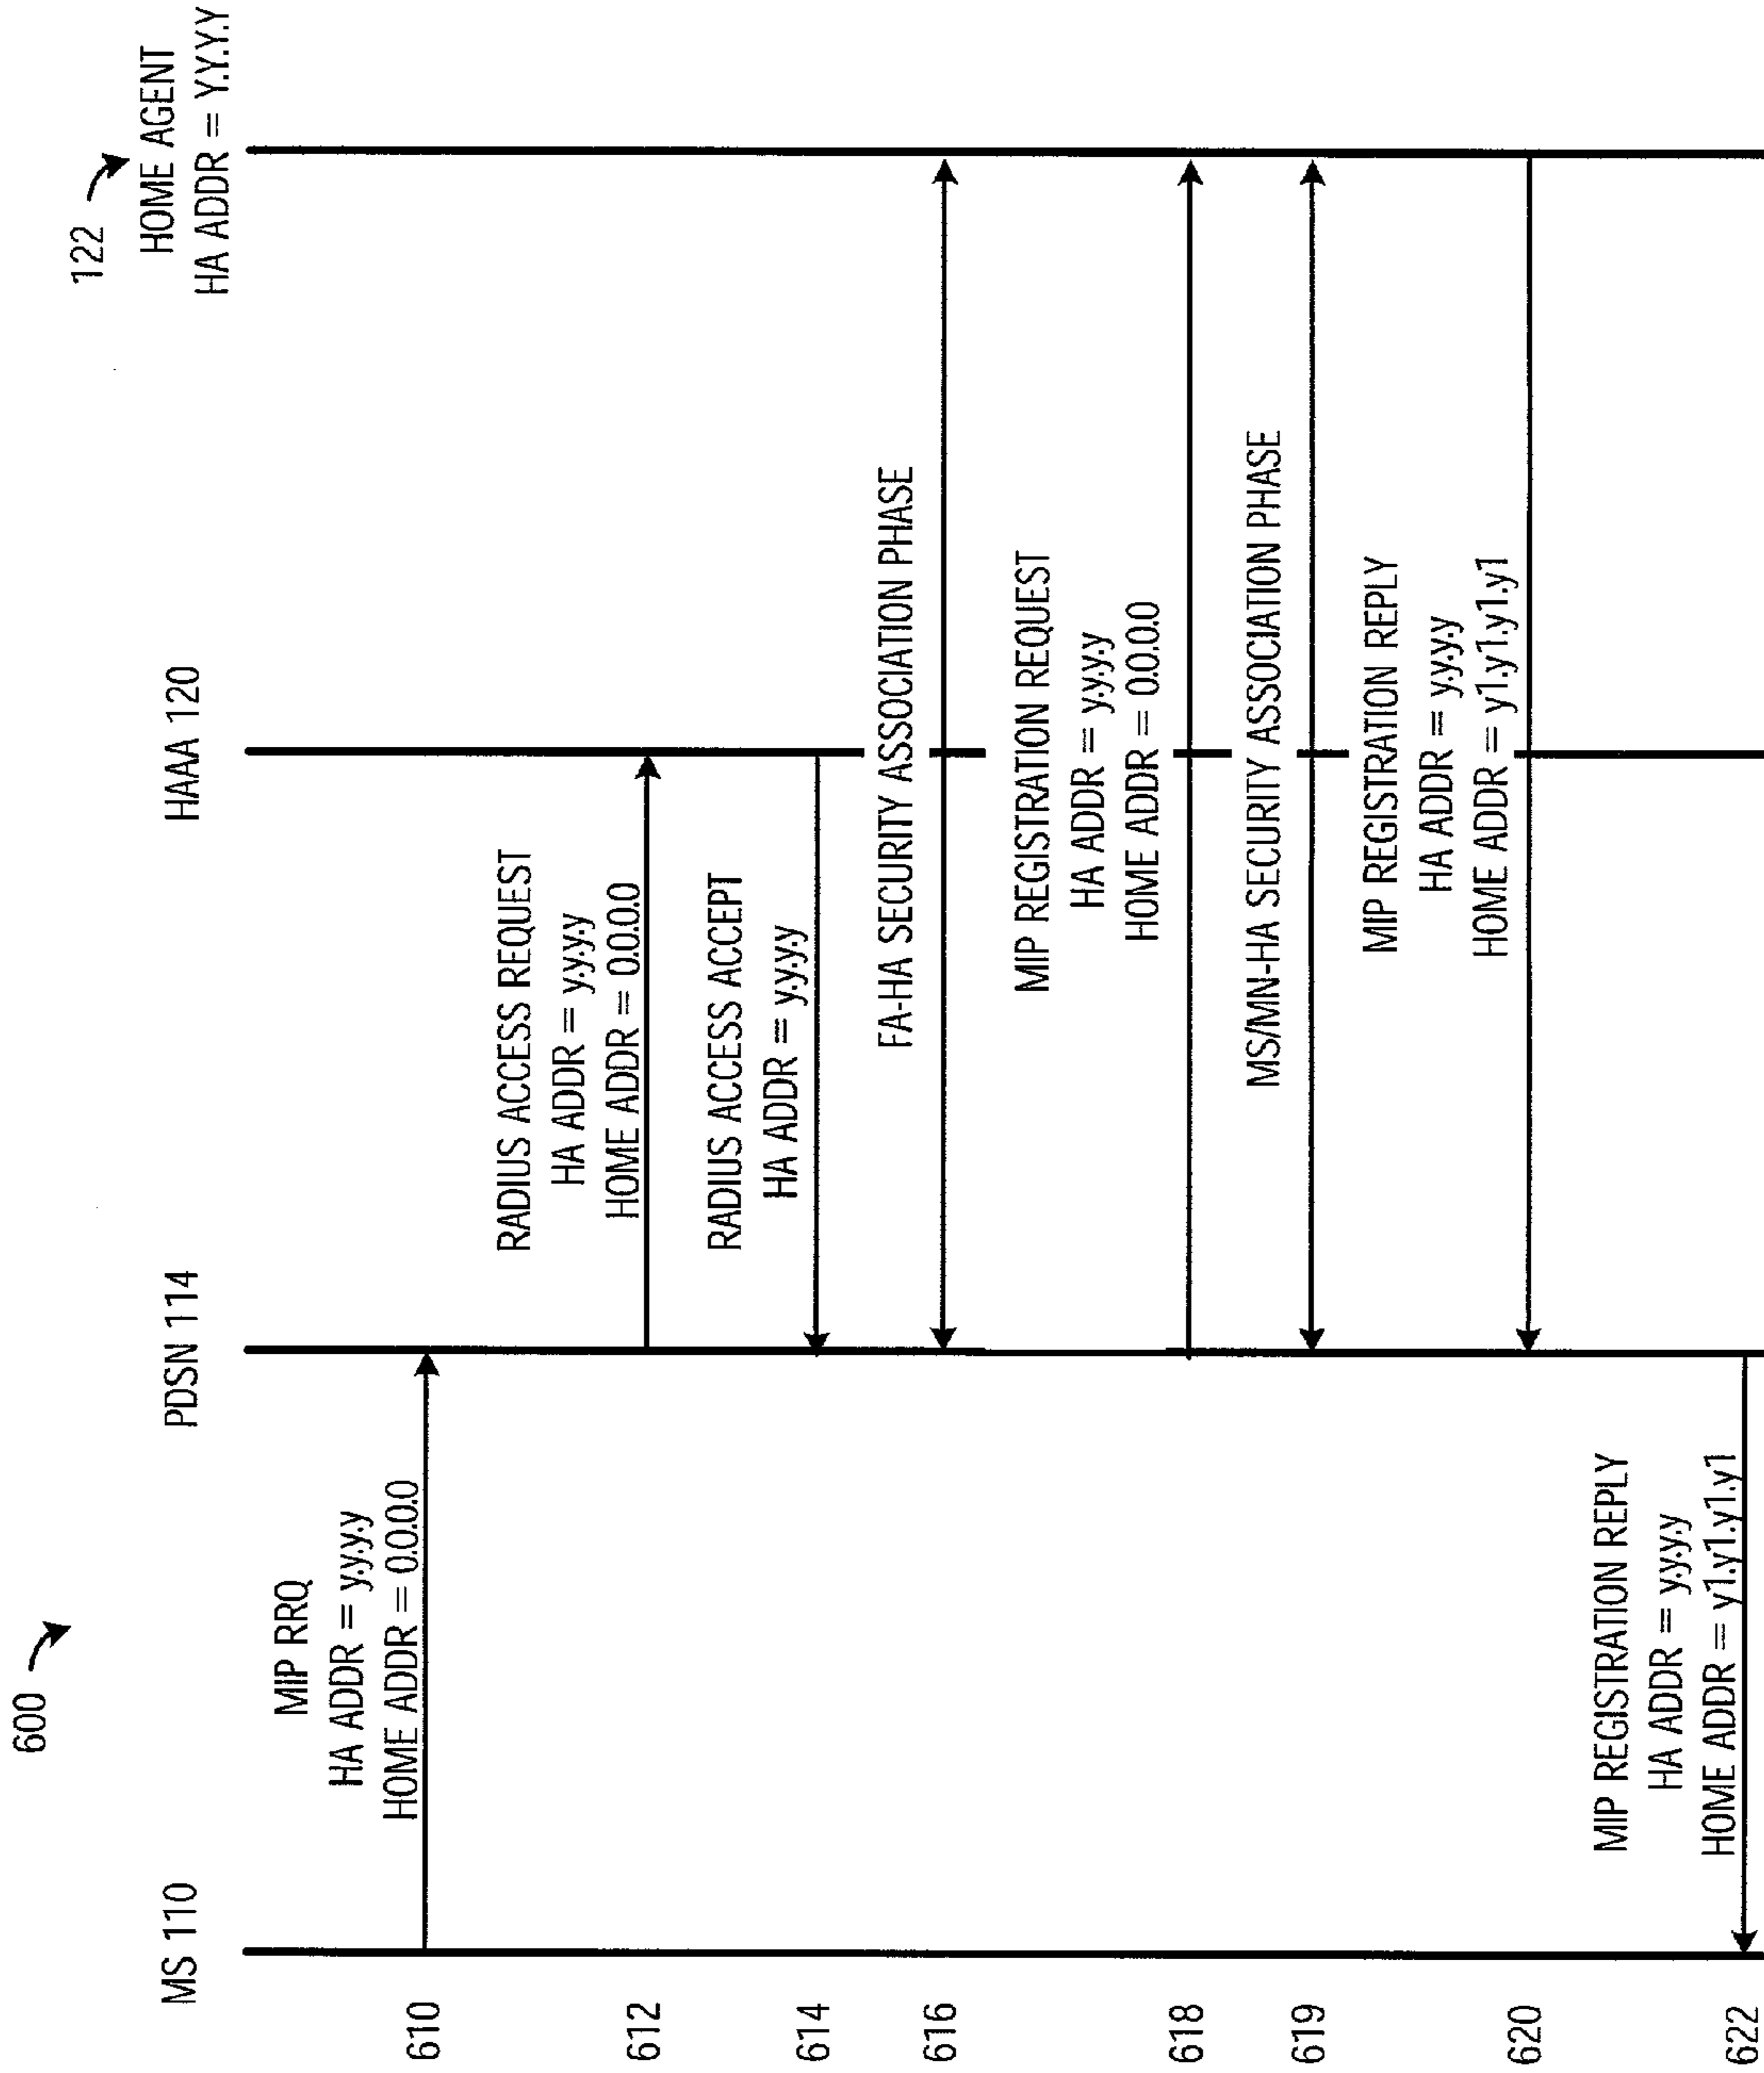 600
122
HOME AGENT
HA ADDR = Y.Y.Y.Y
MS 110
PDSN 114
HAAA 120
610
MIP RRQ
HA ADDR = y.y.y.y
HOME ADDR = 0.0.0.0
612
RADIUS ACCESS REQUEST
HA ADDR = y.y.y.y
HOME ADDR = 0.0.0.0
614
RADIUS ACCESS ACCEPT
HA ADDR = y.y.y.y
616
FA-HA SECURITY ASSOCIATION PHASE
618
MIP REGISTRATION REQUEST
HA ADDR = y.y.y.y
HOME ADDR = 0.0.0.0
619
MS/MN-HA SECURITY ASSOCIATION PHASE
620
MIP REGISTRATION REPLY
HA ADDR = y.y.y.y
HOME ADDR = y1.y1.y1.y1
622
MIP REGISTRATION REPLY
HA ADDR = y.y.y.y
HOME ADDR = y1.y1.y1.y1